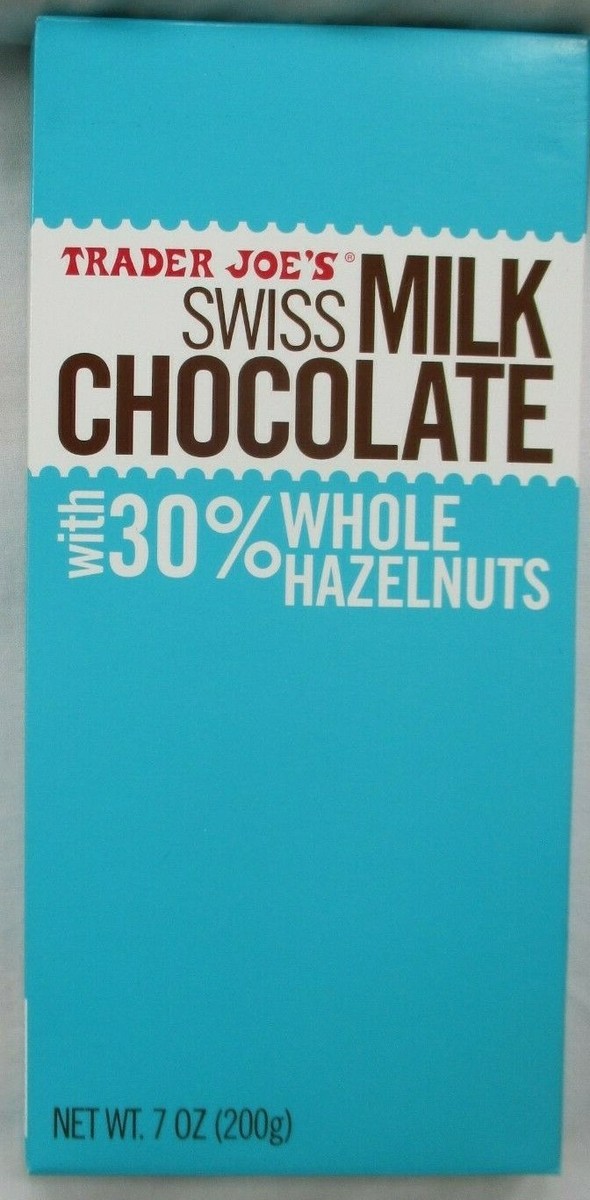 TRADER JOE'S®
SWISS MILK
CHOCOLATE
with 30% WHOLE
HAZELNUTS
NET WT. 7 OZ (200g)